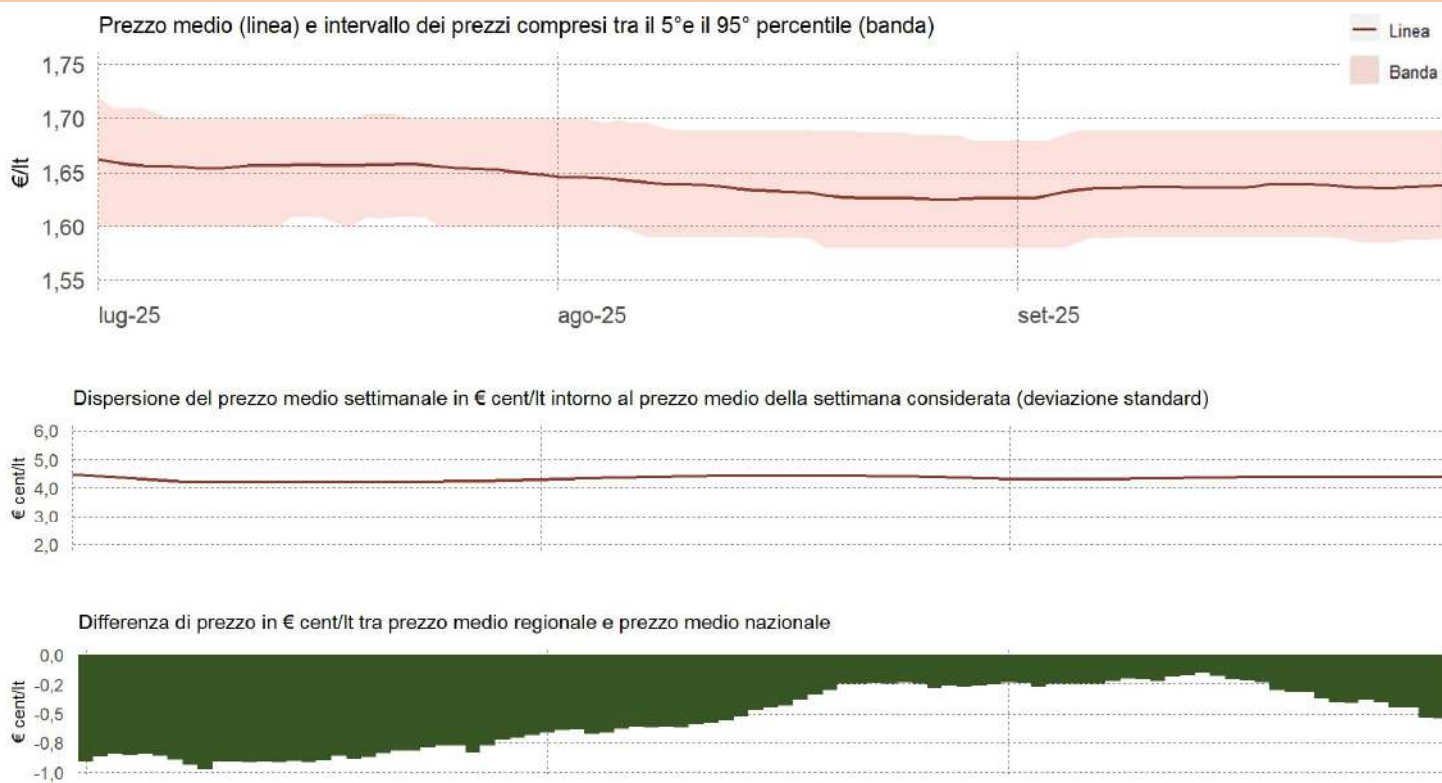 Prezzo medio (linea) e intervallo dei prezzi compresi tra il 5°e il 95° percentile (banda)
Linea
Banda
€/lt
1,75
1,70
1,65
1,60
1,55
lug-25
ago-25
set-25
Dispersione del prezzo medio settimanale in € cent/lt intorno al prezzo medio della settimana considerata (deviazione standard)
€ cent/lt
6,0
5,0
4,0
3,0
2,0
Differenza di prezzo in € cent/lt tra prezzo medio regionale e prezzo medio nazionale
€ cent/lt
0,0
-0,2
-0,5
-0,8
-1,0